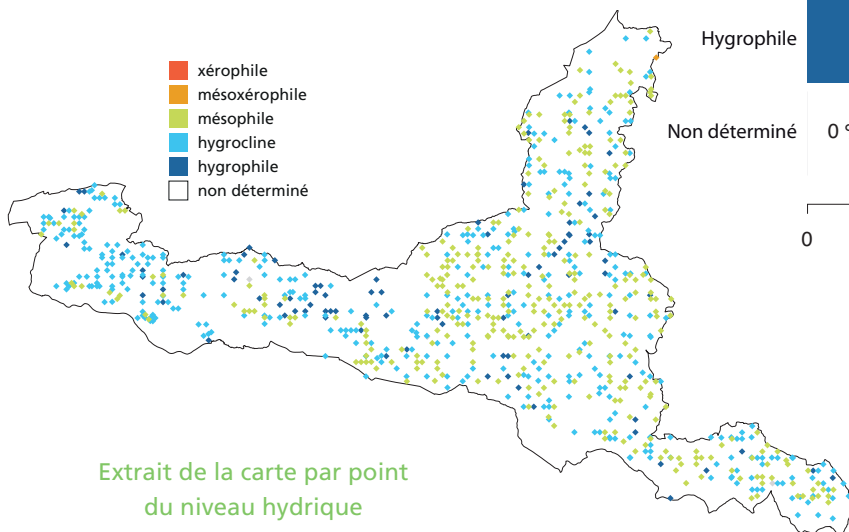 Hygrophile
xérophile
mésoxérophile
mésophile
hygrocline
hygrophile
non déterminé
Non déterminé
0 %
0
Extrait de la carte par point
du niveau hydrique